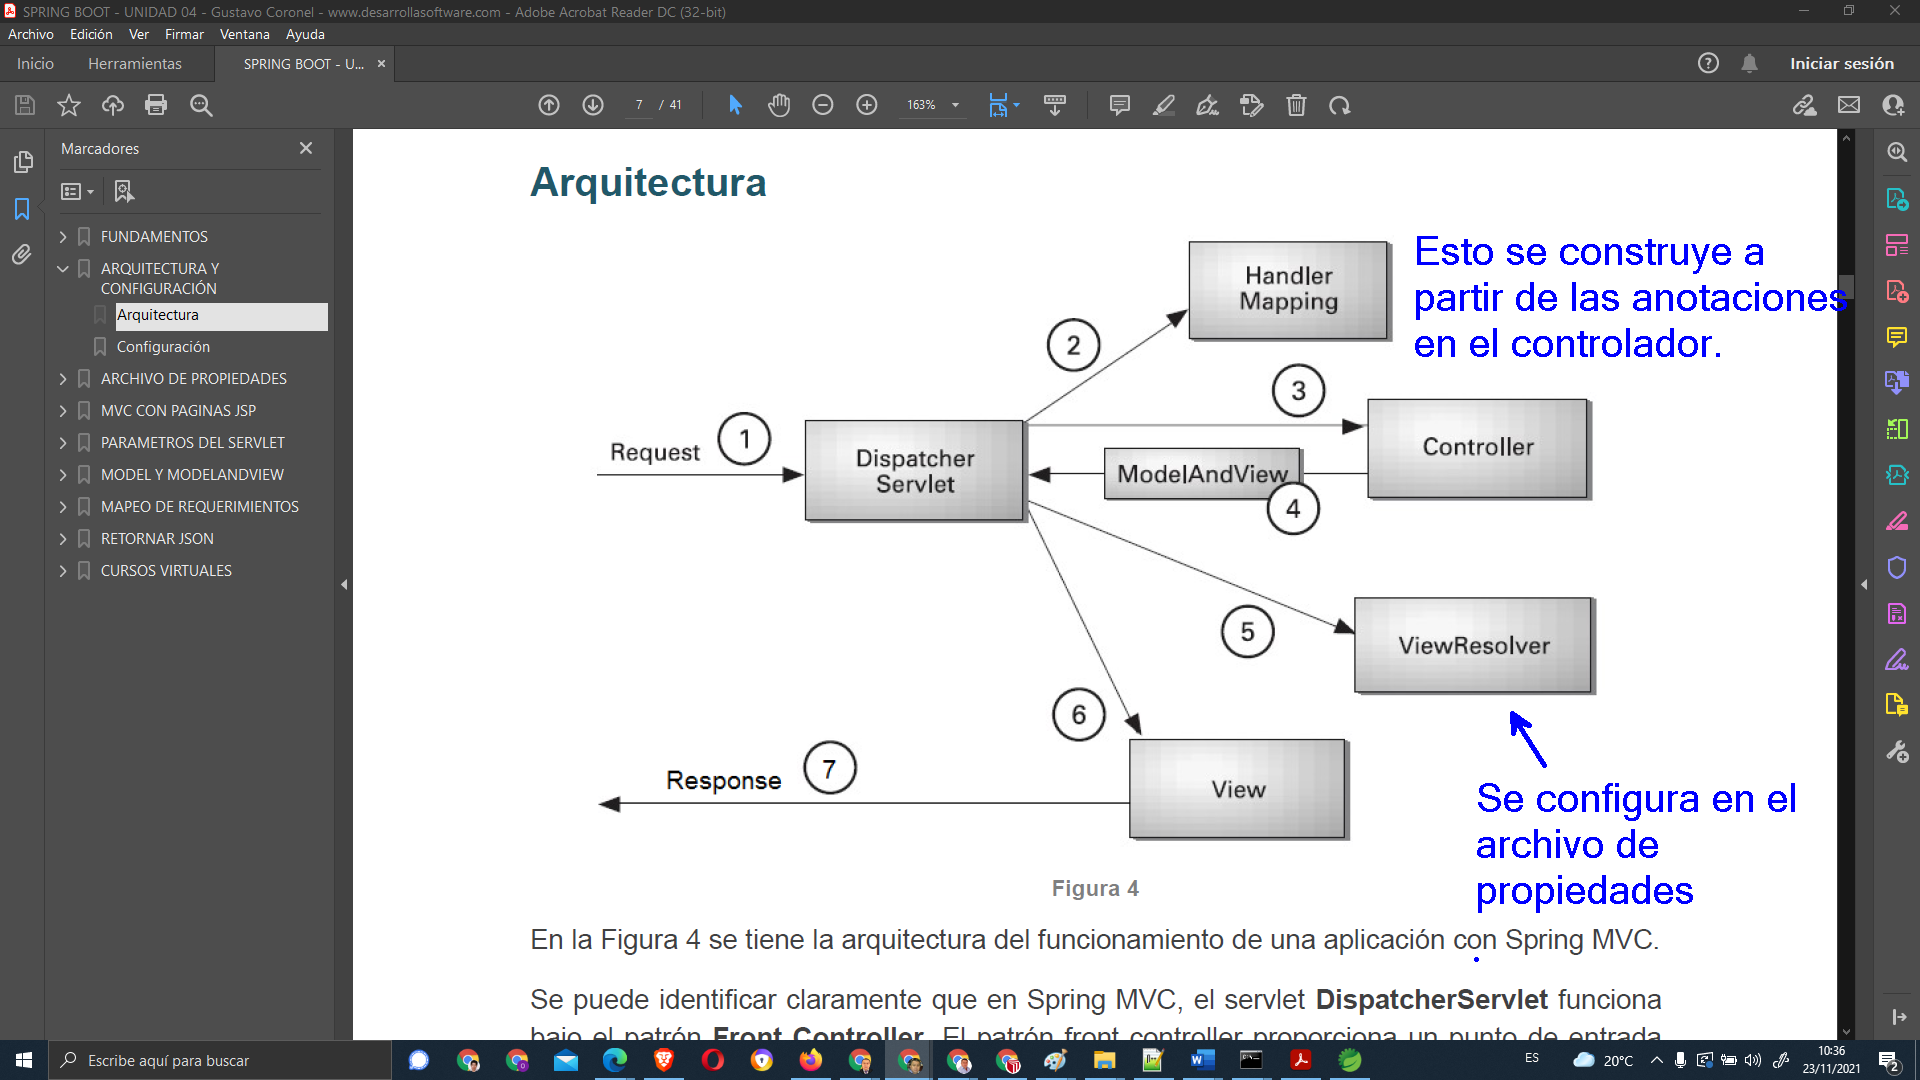 SPRING BOOT - UNIDAD 04 - Gustavo Coronel - www.desarrollasoftware.com - Adobe Acrobat Reader DC (32-bit)
Archivo Edición Ver Firmar Ventana Ayuda
Inicio Herramientas SPRING BOOT - U... × Iniciar sesión
7 / 41 163%
Marcadores
FUNDAMENTOS
ARQUITECTURA Y
CONFIGURACIÓN
Arquitectura
Configuración
ARCHIVO DE PROPIEDADES
MVC CON PAGINAS JSP
PARAMETROS DEL SERVLET
MODEL Y MODELANDVIEW
MAPEO DE REQUERIMIENTOS
RETORNAR JSON
CURSOS VIRTUALES
Arquitectura
Handler
Mapping
Esto se construye a
partir de las anotaciones
en el controlador.
2
3
Request
1
Dispatcher
Servlet
Controller
ModelAndView
4
5
ViewResolver
6
Response
7
View
Se configura en el
archivo de
propiedades
Figura 4
En la Figura 4 se tiene la arquitectura del funcionamiento de una aplicación con Spring MVC.
Se puede identificar claramente que en Spring MVC, el servlet DispatcherServlet funciona
bajo el patrón Front Controller. El patrón front controller proporciona un punto de entrada
Escribe aquí para buscar
ES
20°C
10:36
23/11/2021
2